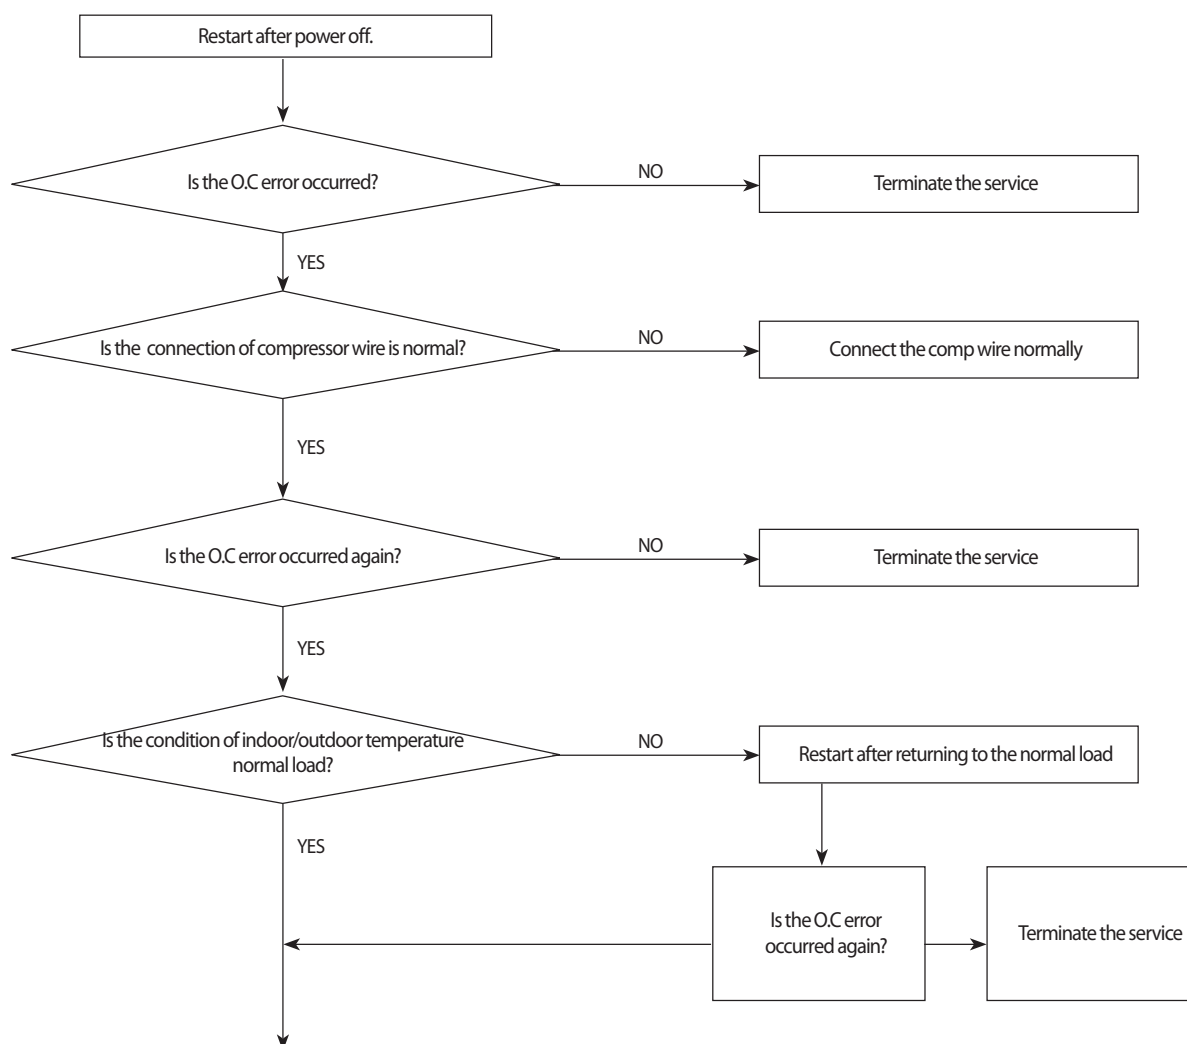 Restart after power off.
Is the O.C error occurred?
NO
Terminate the service
YES
Is the connection of compressor wire is normal?
NO
Connect the comp wire normally
YES
Is the O.C error occurred again?
NO
Terminate the service
YES
Is the condition of indoor/outdoor temperature
normal load?
NO
Restart after returning to the normal load
YES
Is the O.C error
occurred again?
Terminate the service